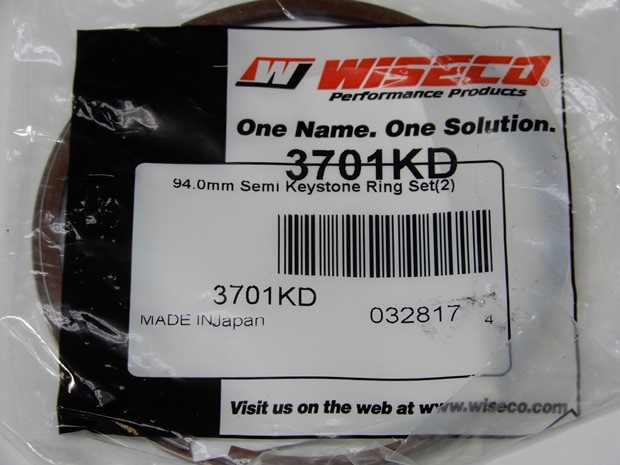 W WISECO®
Performance Products
One Name. One Solution.
3701KD
94.0mm Semi Keystone Ring Set(2)
3701KD
MADE INJapan
032817 4
Visit us on the web at www.wiseco.com